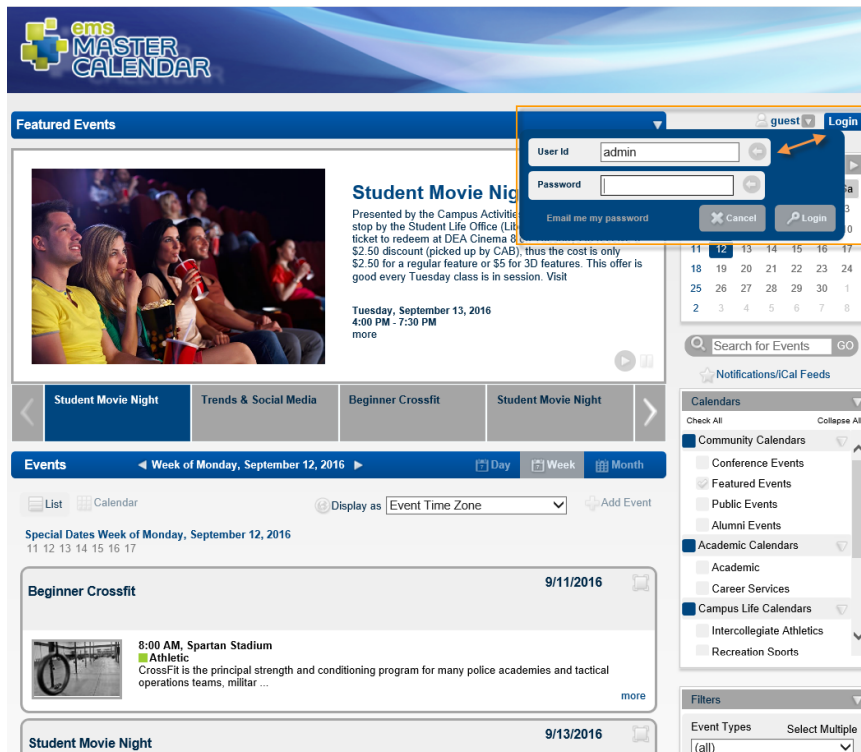 ems
MASTER
CALENDAR
Featured Events
guest
Login
User Id
admin
Password
Email me my password
Cancel
Login
Student Movie Nig
Presented by the Campus Activitie
stop by the Student Life Office (Lib
ticket to redeem at DEA Cinema 8
$2.50 discount (picked up by CAB), thus the cost is only
$2.50 for a regular feature or $5 for 3D features. This offer is
good every Tuesday class is in session. Visit
Tuesday, September 13, 2016
4:00 PM - 7:30 PM
more
Sa
3
10
11 12 13 14 15 16 17
18 19 20 21 22 23 24
25 26 27 28 29 30 1
2 3 4 5 6 7 8
Search for Events GO
Notifications/iCal Feeds
Student Movie Night
Trends & Social Media
Beginner Crossfit
Student Movie Night
Calendars
Check All Collapse All
Community Calendars
Conference Events
Featured Events
Public Events
Alumni Events
Academic Calendars
Academic
Career Services
Campus Life Calendars
Intercollegiate Athletics
Recreation Sports
Events
Week of Monday, September 12, 2016
Day
Week
Month
List
Calendar
Display as Event Time Zone
Add Event
Special Dates Week of Monday, September 12, 2016
11 12 13 14 15 16 17
Beginner Crossfit
9/11/2016
8:00 AM, Spartan Stadium
Athletic
CrossFit is the principal strength and conditioning program for many police academies and tactical
operations teams, militar ...
more
Student Movie Night
9/13/2016
Filters
Event Types Select Multiple
(all)